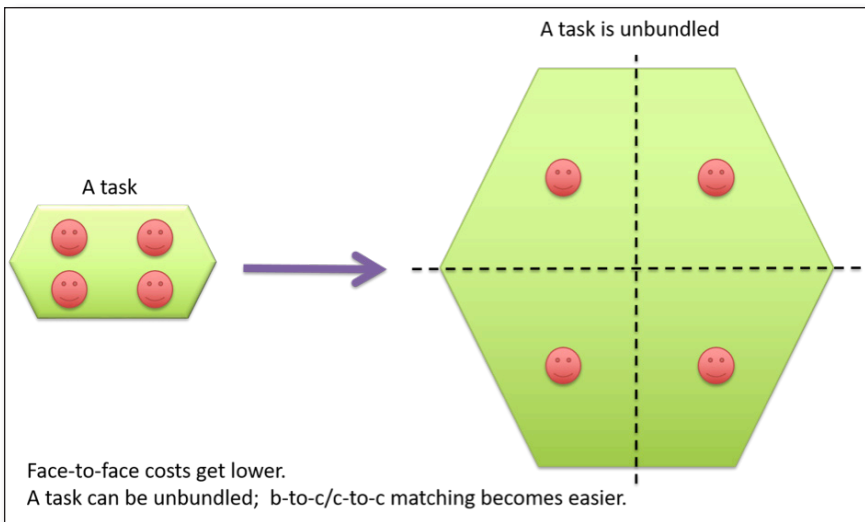 A task is unbundled
A task
Face-to-face costs get lower.
A task can be unbundled;  b-to-c/c-to-c matching becomes easier.